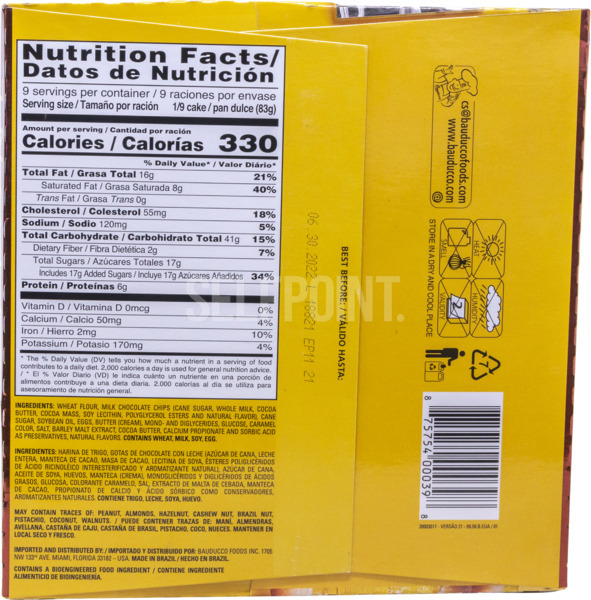 Nutrition Facts/
Datos de Nutrición
9 servings per container / 9 raciones por envase
Serving size / Tamaño por ración 1/9 cake / pan dulce (83g)
Amount per serving / Cantidad por ración
Calories / Calorías 330
% Daily Value* / Valor Diário*
Total Fat / Grasa Total 16g 21%
Saturated Fat / Grasa Saturada 8g 40%
Trans Fat / Grasa Trans 0g
Cholesterol / Colesterol 55mg 18%
Sodium / Sodio 120mg 5%
Total Carbohydrate / Carbohidrato Total 41g 15%
Dietary Fiber / Fibra Dietética 2g 7%
Total Sugars / Azúcares Totales 17g
Includes 17g Added Sugars / Incluye 17g Azúcares Añadidos 34%
Protein / Proteínas 6g
Vitamin D / Vitamina D 0mcg 0%
Calcium / Calcio 50mg 4%
Iron / Hierro 2mg 10%
Potassium / Potasio 170mg 4%
* The % Daily Value (DV) tells you how much a nutrient in a serving of food
contributes to a daily diet. 2,000 calories a day is used for general nutrition advice.
/ * El % Valor Diario (VD) le indica cuánto un nutriente en una porción de
alimentos contribuye a una dieta diaria. 2.000 calorías al día se utiliza para
asesoramiento de nutrición general.
INGREDIENTS: WHEAT FLOUR, MILK CHOCOLATE CHIPS (CANE SUGAR, WHOLE MILK, COCOA
BUTTER, COCOA MASS, SOY LECITHIN, POLYGLYCEROL ESTERS AND NATURAL FLAVOR), CANE
SUGAR, SOYBEAN OIL, EGGS, BUTTER (CREAM), MONO- AND DIGLYCERIDES, GLUCOSE, CARAMEL
COLOR, SALT, BARLEY MALT EXTRACT, COCOA BUTTER, CALCIUM PROPIONATE AND SORBIC ACID
AS PRESERVATIVES, NATURAL FLAVORS. CONTAINS WHEAT, MILK, SOY, EGG.
INGREDIENTES: HARINA DE TRIGO, GOTAS DE CHOCOLATE CON LECHE (AZÚCAR DE CANA, LECHE
ENTERA, MANTECA DE CACAO, MASA DE CACAO, LECITINA DE SOYA, ÉSTERES POLIGLICÉRIDOS
DE ÁCIDO RICINOLÉICO INTERESTERIFICADO Y AROMATIZANTE NATURAL), AZÚCAR DE CANA,
ACEITE DE SOYA, HUEVOS, MANTECA (CREMA), MONOGLICÉRIDOS Y DIGLICÉRIDOS DE ÁCIDOS
GRASOS, GLUCOSA, COLORANTE CARAMELO, SAL, EXTRACTO DE MALTA DE CEBADA, MANTECA
DE CACAO, PROPIONATO DE CALCIO Y ÁCIDO SÓRBICO COMO CONSERVADORES,
AROMATIZANTES NATURALES. CONTIENE TRIGO, LECHE, SOYA, HUEVO.
MAY CONTAIN TRACES OF: PEANUT, ALMONDS, HAZELNUT, CASHEW NUT, BRAZIL NUT,
PISTACHIO, COCONUT, WALNUTS. / PUEDE CONTENER TRAZAS DE: MANÍ, ALMENDRAS,
AVELLANA, CASTAÑA DE CAJU, CASTAÑA DE BRASIL, PISTACHO, COCO, NUECES. MANTENER EN
LOCAL SECO Y FRESCO.
IMPORTED AND DISTRIBUTED BY: / IMPORTADO Y DISTRIBUIDO POR: BAUDUCCO FOODS INC. 1705
NW 133rd AVE. MIAMI, FLORIDA 33182 – USA. MADE IN BRAZIL / HECHO EN BRAZIL.
CONTAINS A BIOENGINEERED FOOD INGREDIENT / CONTIENE INGREDIENTE
ALIMENTICIO DE BIOINGENIERÍA.
BEST BEFORE: / VÁLIDO HASTA:
SELLPOINT.
cs@bauduccofoods.com
www.bauducco.com
SMELL
HEAT
VALIDITY
HUMIDITY
STORE IN A DRY AND COOL PLACE
8 75754 00039 8